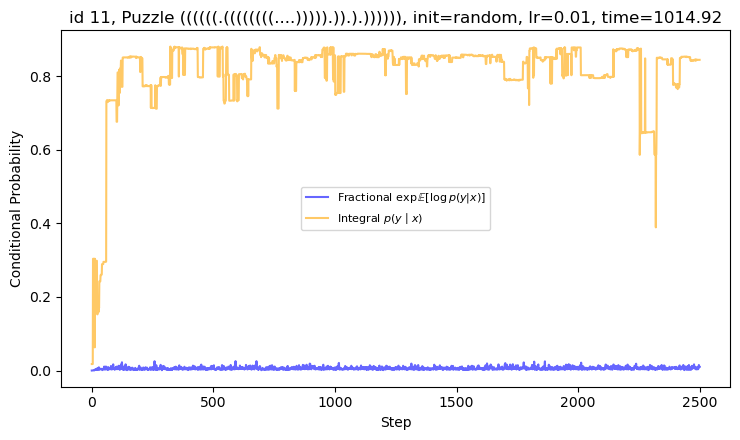 id 11, Puzzle ((((((.((((((((....))))).)).).)))))), init=random, lr=0.01, time=1014.92
Conditional Probability
0.8
0.6
0.4
0.2
0.0
Fractional exp𝔼[log p(y|x)]
Integral p(y | x)
0
500
1000
1500
2000
2500
Step